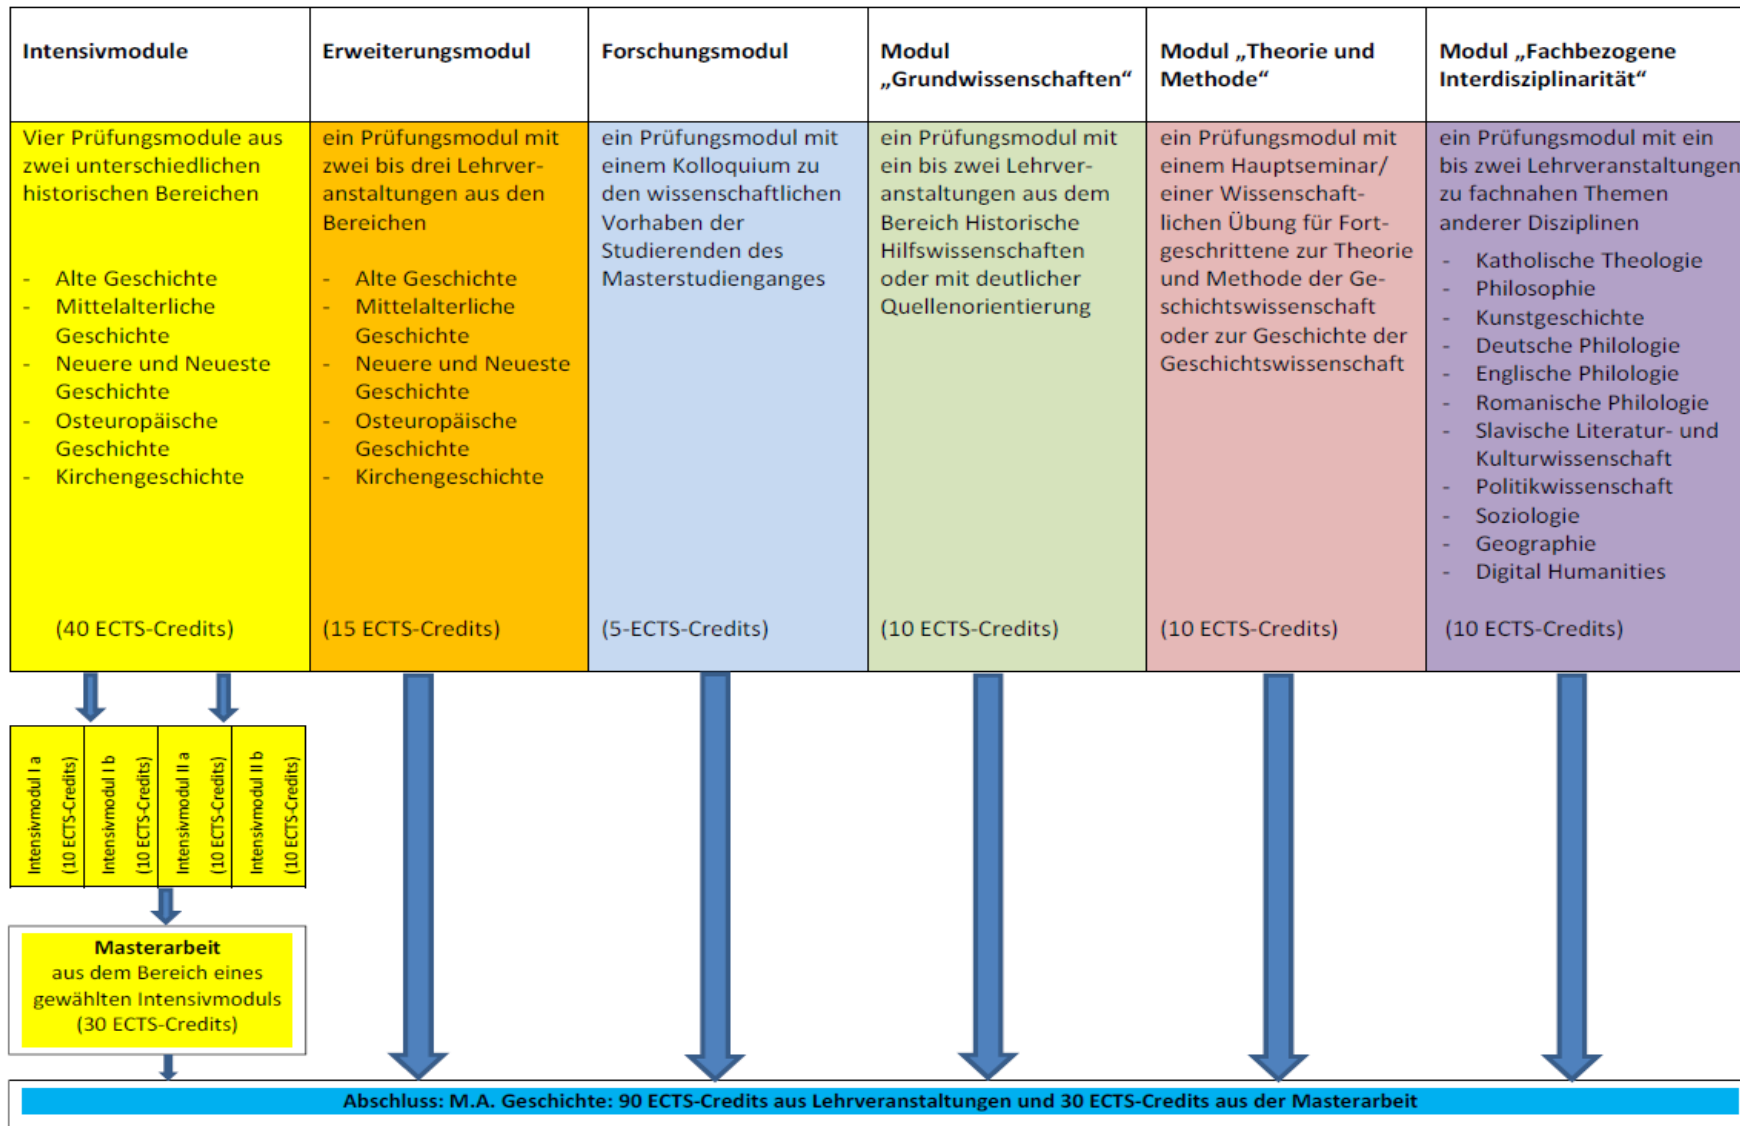 Intensivmodule
Erweiterungsmodul
Forschungsmodul
Modul
„Grundwissenschaften“
Modul „Theorie und
Methode“
Modul „Fachbezogene
Interdisziplinarität“
Vier Prüfungsmodule aus
zwei unterschiedlichen
historischen Bereichen
- Alte Geschichte
- Mittelalterliche
Geschichte
- Neuere und Neueste
Geschichte
- Osteuropäische
Geschichte
- Kirchengeschichte
(40 ECTS-Credits)
ein Prüfungsmodul mit
zwei bis drei Lehrver-
anstaltungen aus den
Bereichen
- Alte Geschichte
- Mittelalterliche
Geschichte
- Neuere und Neueste
Geschichte
- Osteuropäische
Geschichte
- Kirchengeschichte
(15 ECTS-Credits)
ein Prüfungsmodul mit
einem Kolloquium zu
den wissenschaftlichen
Vorhaben der
Studierenden des
Masterstudienganges
(5-ECTS-Credits)
ein Prüfungsmodul mit
ein bis zwei Lehrver-
anstaltungen aus dem
Bereich Historische
Hilfswissenschaften
oder mit deutlicher
Quellenorientierung
(10 ECTS-Credits)
ein Prüfungsmodul mit
einem Hauptseminar/
einer Wissenschaft-
lichen Übung für Fort-
geschrittene zur Theorie
und Methode der Ge-
schichtswissenschaft
oder zur Geschichte der
Geschichtswissenschaft
(10 ECTS-Credits)
ein Prüfungsmodul mit ein
bis zwei Lehrveranstaltungen
zu fachnahen Themen
anderer Disziplinen
- Katholische Theologie
- Philosophie
- Kunstgeschichte
- Deutsche Philologie
- Englische Philologie
- Romanische Philologie
- Slavische Literatur- und
Kulturwissenschaft
- Politikwissenschaft
- Soziologie
- Geographie
- Digital Humanities
(10 ECTS-Credits)
Intensivmodul I a
(10 ECTS-Credits)
Intensivmodul I b
(10 ECTS-Credits)
Intensivmodul II a
(10 ECTS-Credits)
Intensivmodul II b
(10 ECTS-Credits)
Masterarbeit
aus dem Bereich eines
gewählten Intensivmoduls
(30 ECTS-Credits)
Abschluss: M.A. Geschichte: 90 ECTS-Credits aus Lehrveranstaltungen und 30 ECTS-Credits aus der Masterarbeit